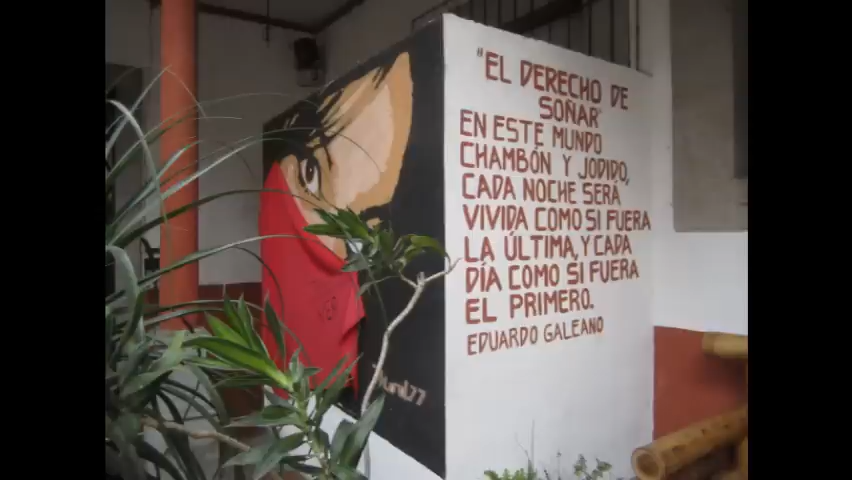 "EL DERECHO DE
SOÑAR"
EN ESTE MUNDO
CHAMBÓN Y JODIDO,
CADA NOCHE SERÁ
VIVIDA COMO SI FUERA
LA ÚLTIMA, Y CADA
DÍA COMO SI FUERA
EL PRIMERO.
EDUARDO GALEANO